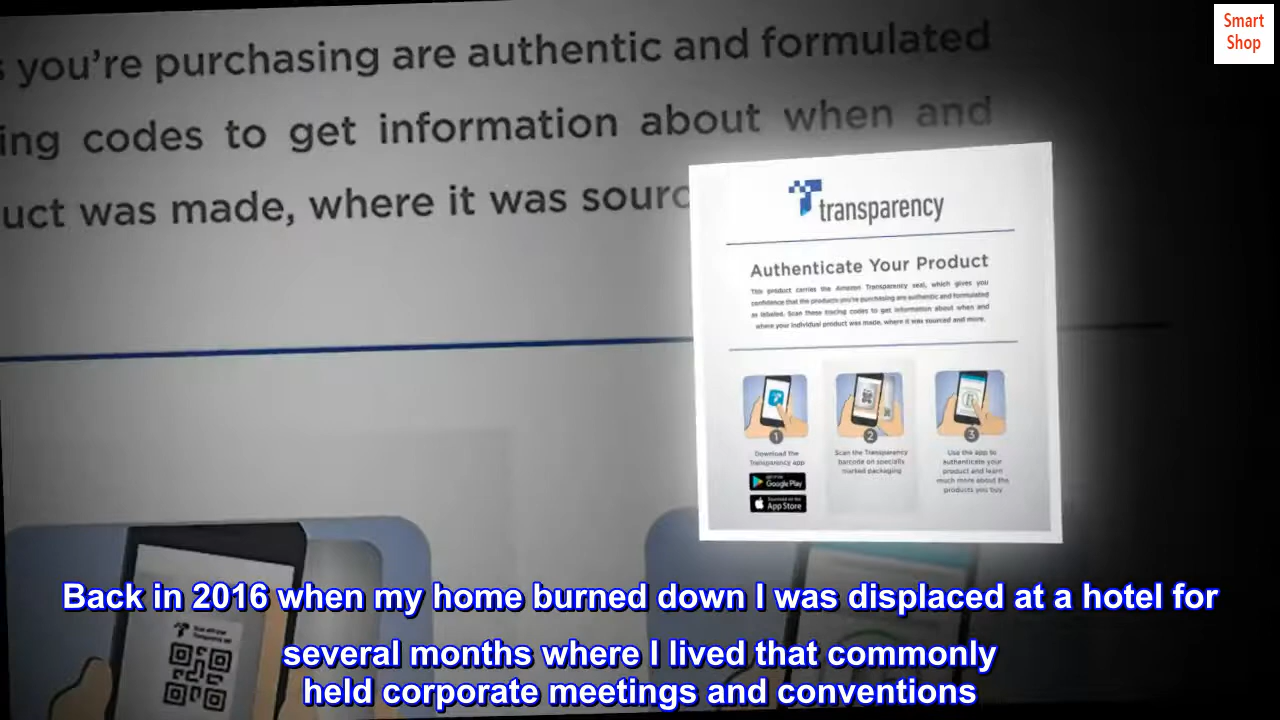 Smart
Shop
you're purchasing are authentic and formulated
ing codes to get information about when and
uct was made, where it was sourc
transparency
Authenticate Your Product
This product carries the Amazon Transparency seal, which gives you
confidence that the products you're purchasing are authentic and formulated
as labeled. Scan these tracing codes to get information about when and
where your individual product was made, where it was sourced and more.
1
2
3
Download the
Transparency app
Scan the Transparency
barcode on specially
marked packaging
Use the app to
authenticate your
product and learn
much more about the
products you buy
Google Play
App Store
Back in 2016 when my home burned down I was displaced at a hotel for
several months where I lived that commonly
held corporate meetings and conventions